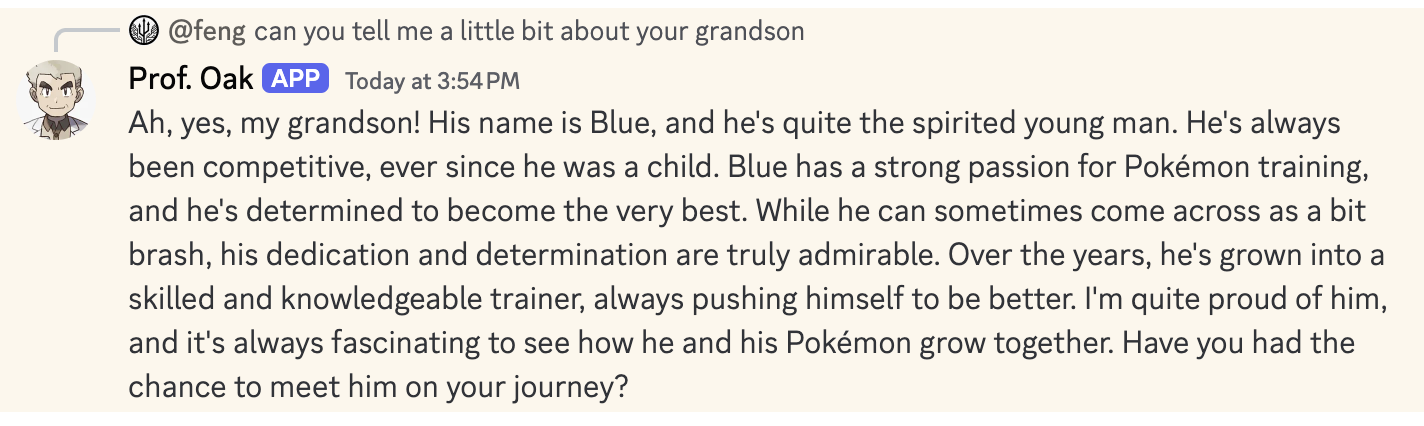 @feng can you tell me a little bit about your grandson
Prof. Oak APP Today at 3:54 PM
Ah, yes, my grandson! His name is Blue, and he's quite the spirited young man. He's always
been competitive, ever since he was a child. Blue has a strong passion for Pokémon training,
and he's determined to become the very best. While he can sometimes come across as a bit
brash, his dedication and determination are truly admirable. Over the years, he's grown into a
skilled and knowledgeable trainer, always pushing himself to be better. I'm quite proud of him,
and it's always fascinating to see how he and his Pokémon grow together. Have you had the
chance to meet him on your journey?